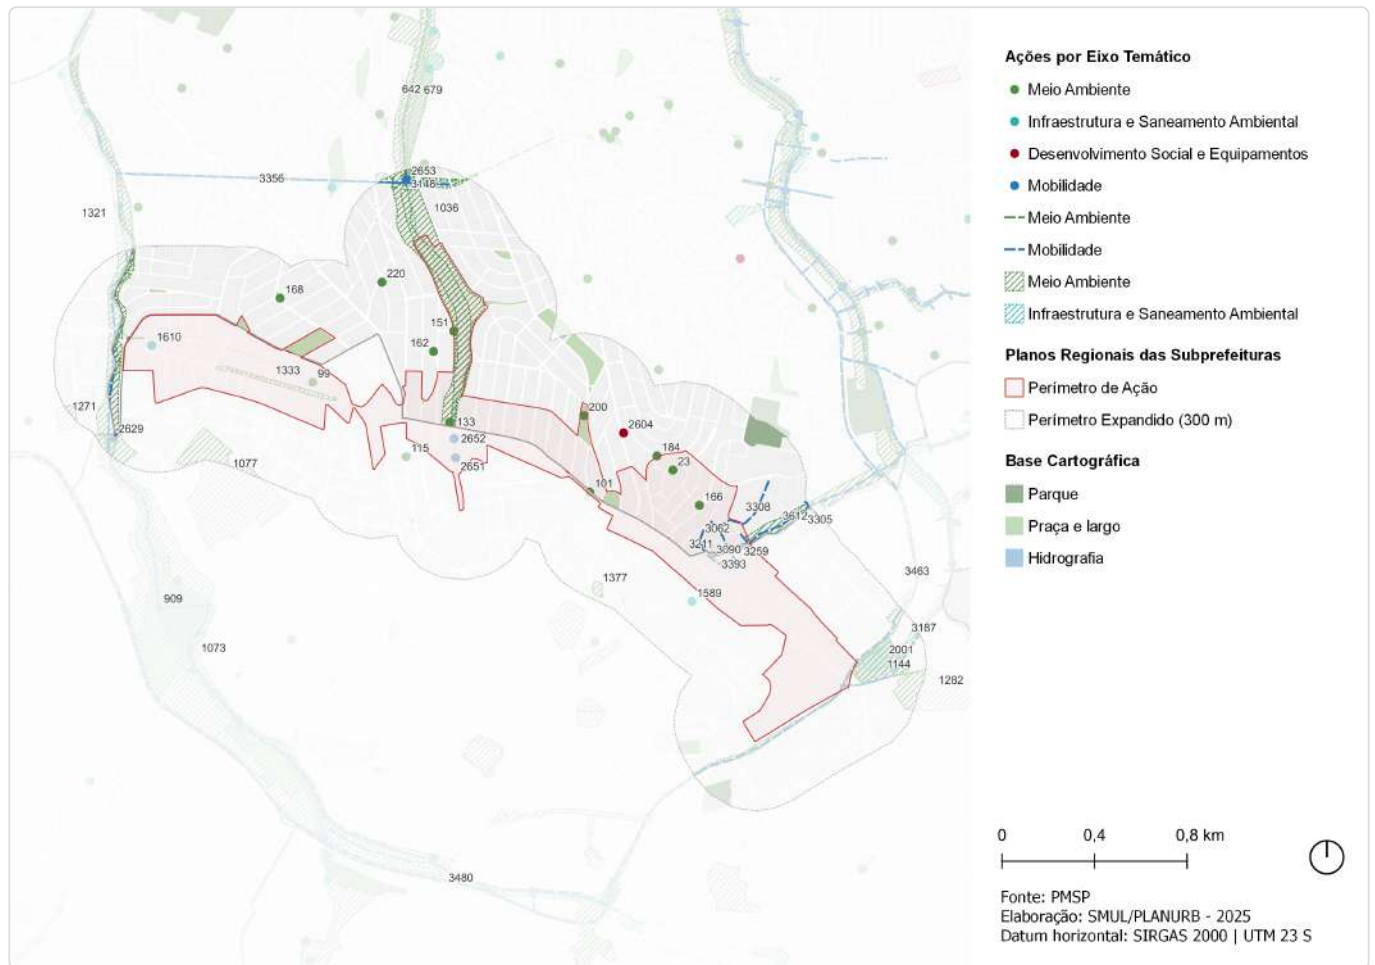 642 679
2653
3356
3148
1036
1321
220
168
151
1610
162
1333
99
200
1271
133
2604
2629
2652
184
115
1077
2651
23
101
166
3308
3612
3305
3062
3211
3090
3259
3393
3463
1377
1589
909
3187
1073
2001
1144
1282
3480
Ações por Eixo Temático
Meio Ambiente
Infraestrutura e Saneamento Ambiental
Desenvolvimento Social e Equipamentos
Mobilidade
Meio Ambiente
Mobilidade
Meio Ambiente
Infraestrutura e Saneamento Ambiental
Planos Regionais das Subprefeituras
Perímetro de Ação
Perímetro Expandido (300 m)
Base Cartográfica
Parque
Praça e largo
Hidrografia
0 0,4 0,8 km
Fonte: PMSP
Elaboração: SMUL/PLANURB - 2025
Datum horizontal: SIRGAS 2000 | UTM 23 S